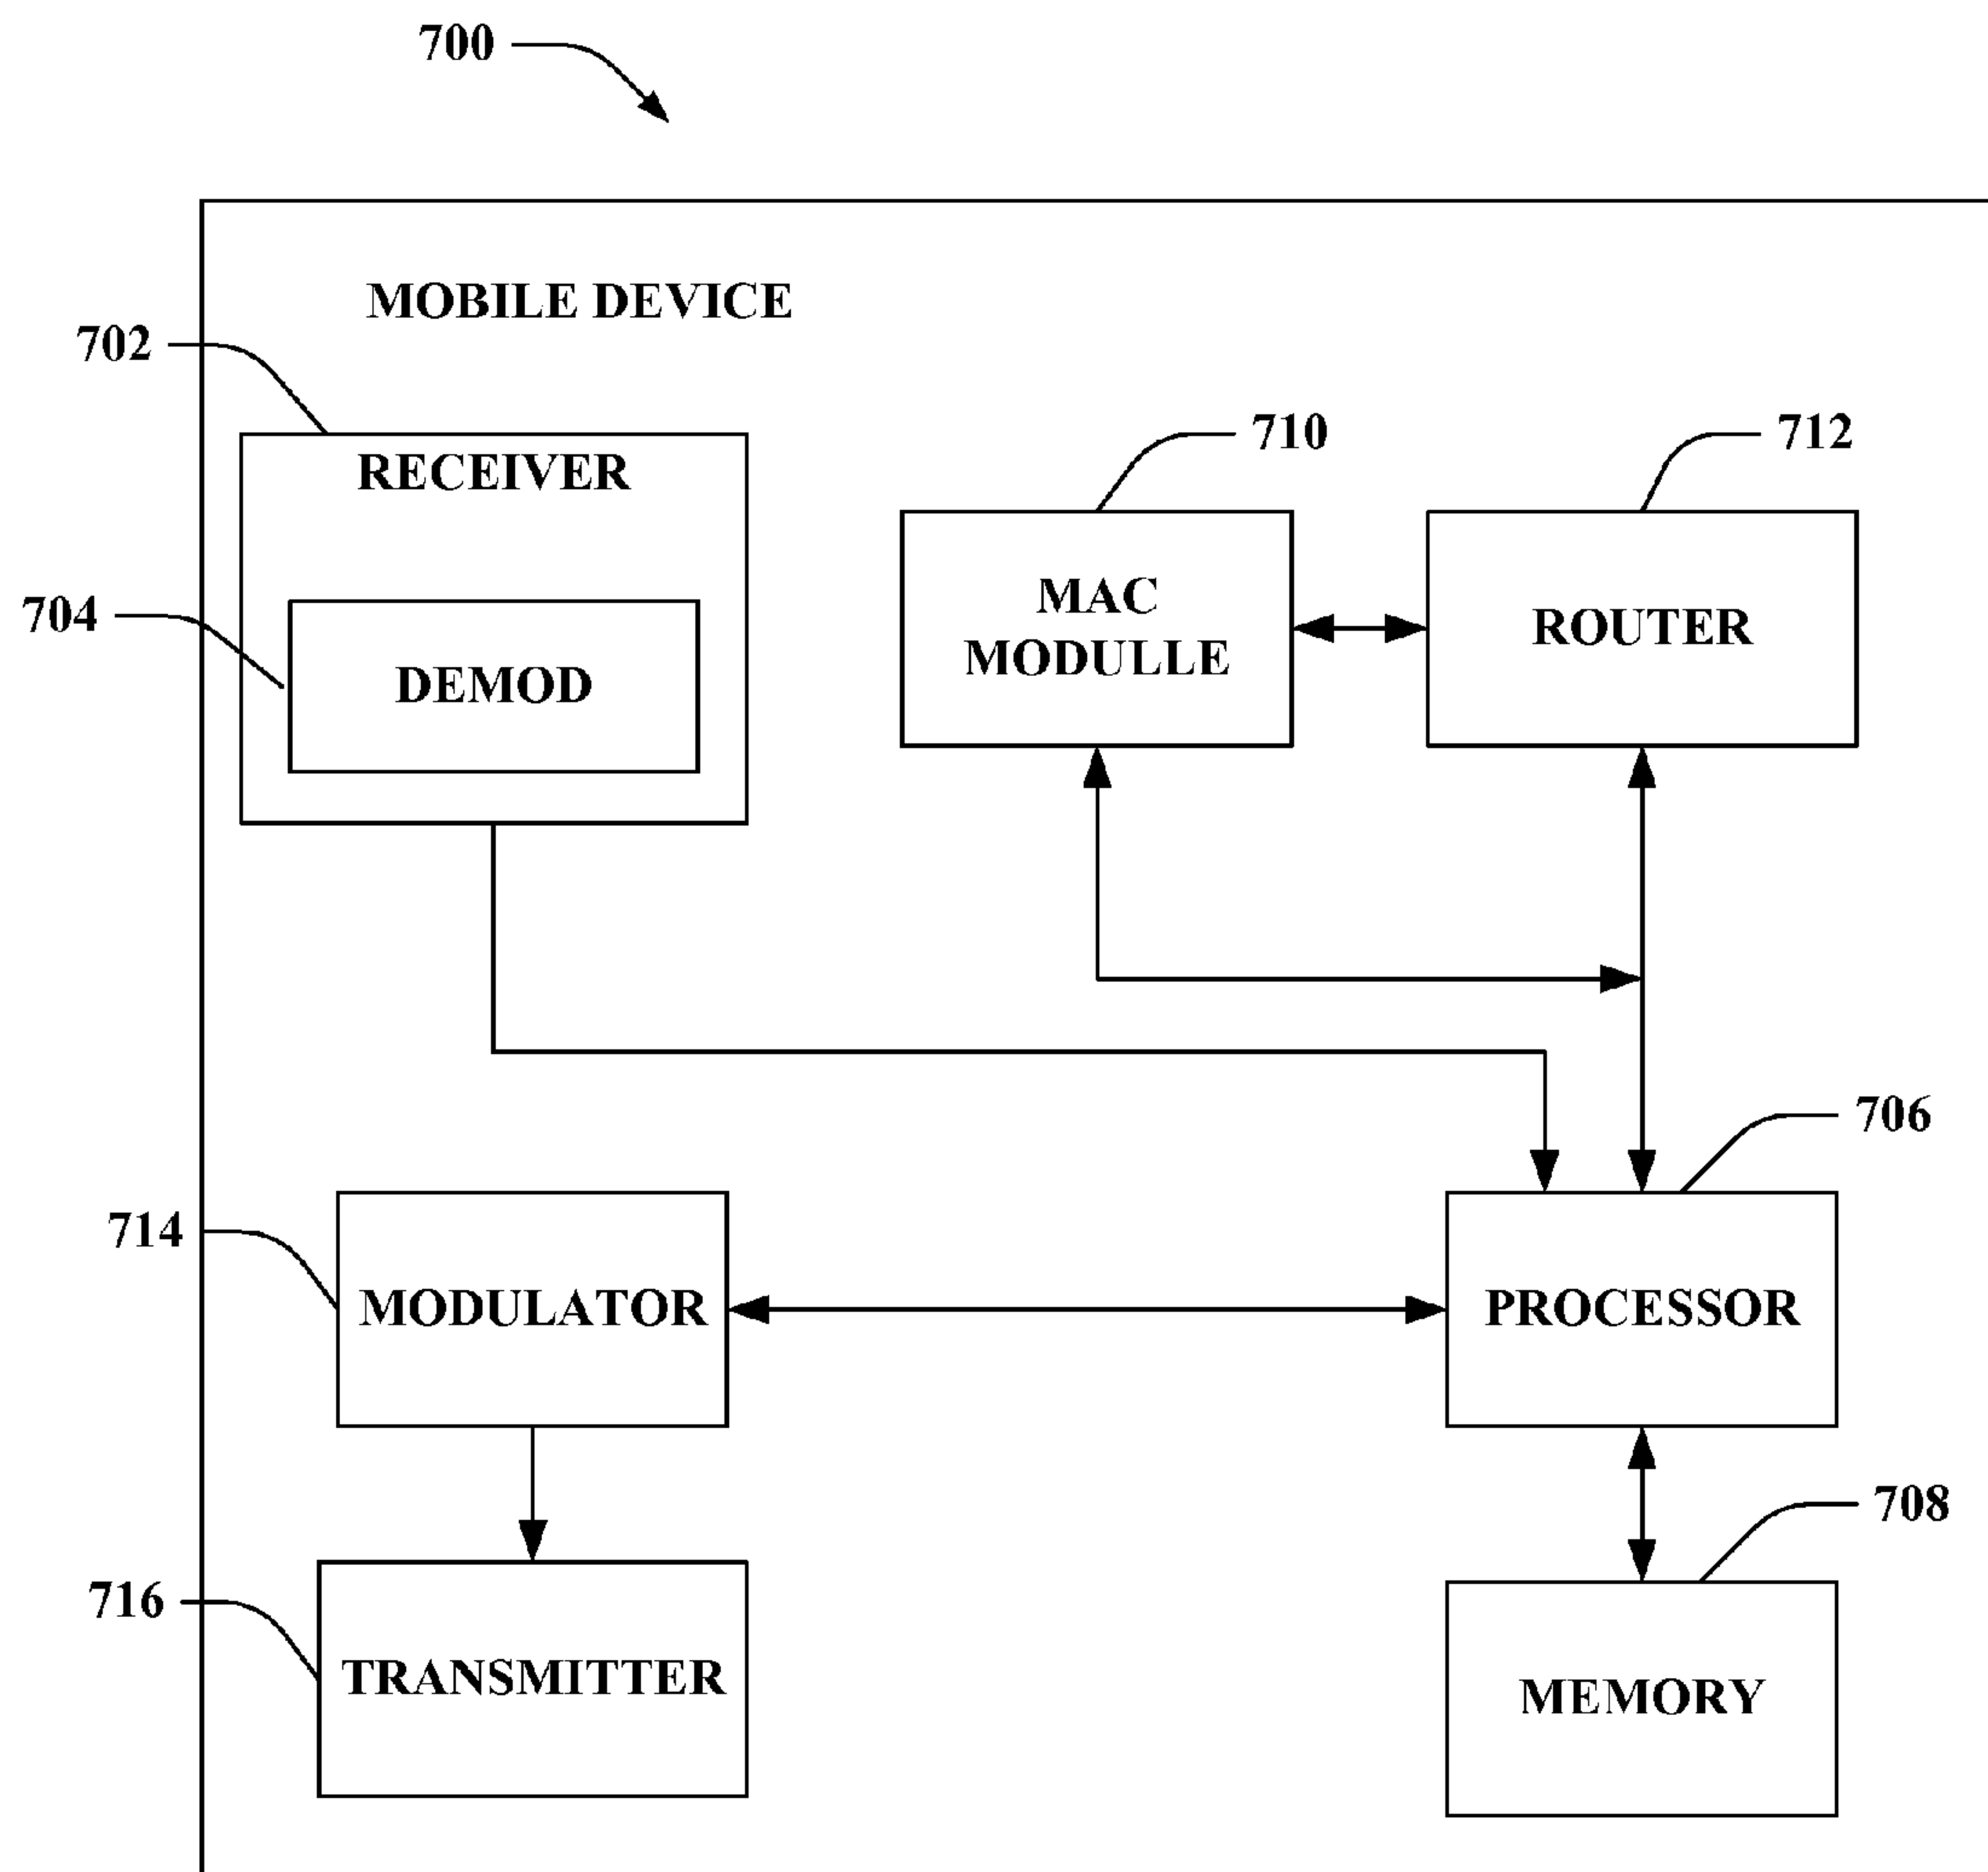 700
MOBILE DEVICE
702
RECEIVER
710
712
704
DEMOD
MAC
MODULLE
ROUTER
706
714
MODULATOR
PROCESSOR
708
716
TRANSMITTER
MEMORY